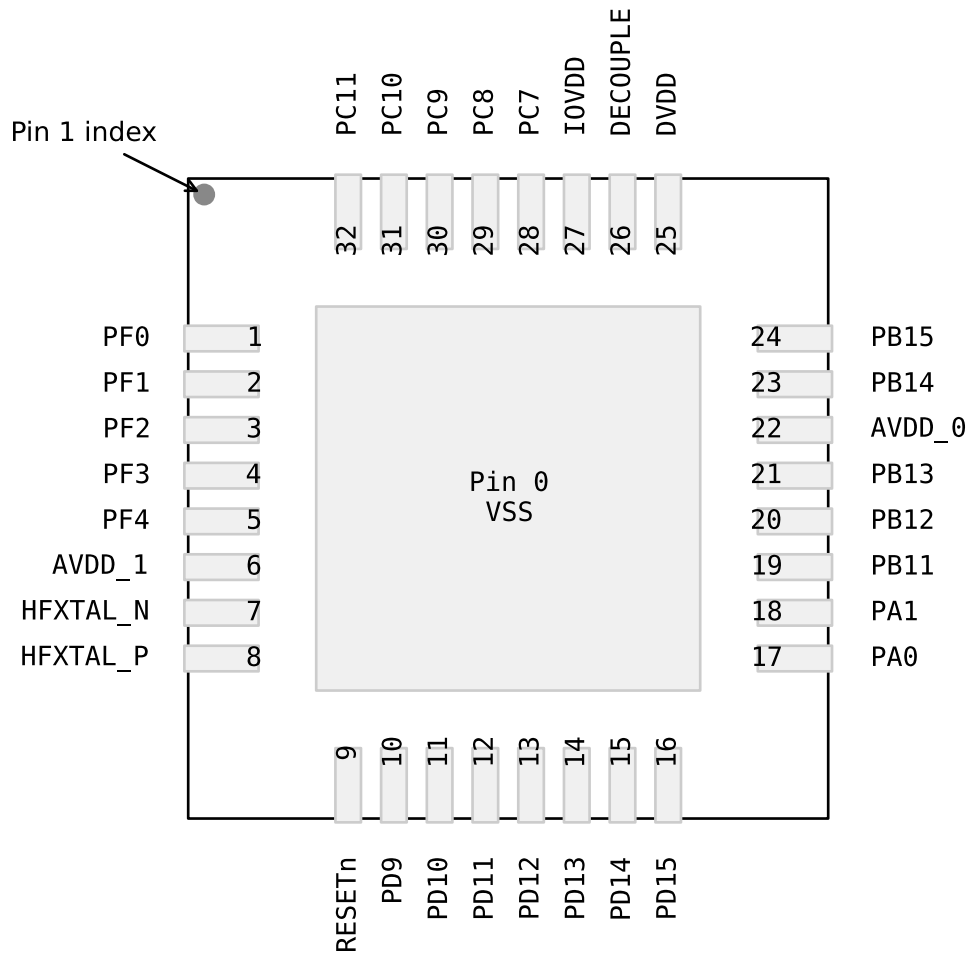 PC11 PC10 PC9 PC8 PC7 IOVDD DECOUPLE DVDD
Pin 1 index
32 31 30 29 28 27 26 25
PF0 1 24 PB15
PF1 2 23 PB14
PF2 3 22 AVDD_0
PF3 4 21 PB13
Pin 0
VSS
PF4 5 20 PB12
AVDD_1 6 19 PB11
HFXTAL_N 7 18 PA1
HFXTAL_P 8 17 PA0
9 10 11 12 13 14 15 16
RESETn PD9 PD10 PD11 PD12 PD13 PD14 PD15